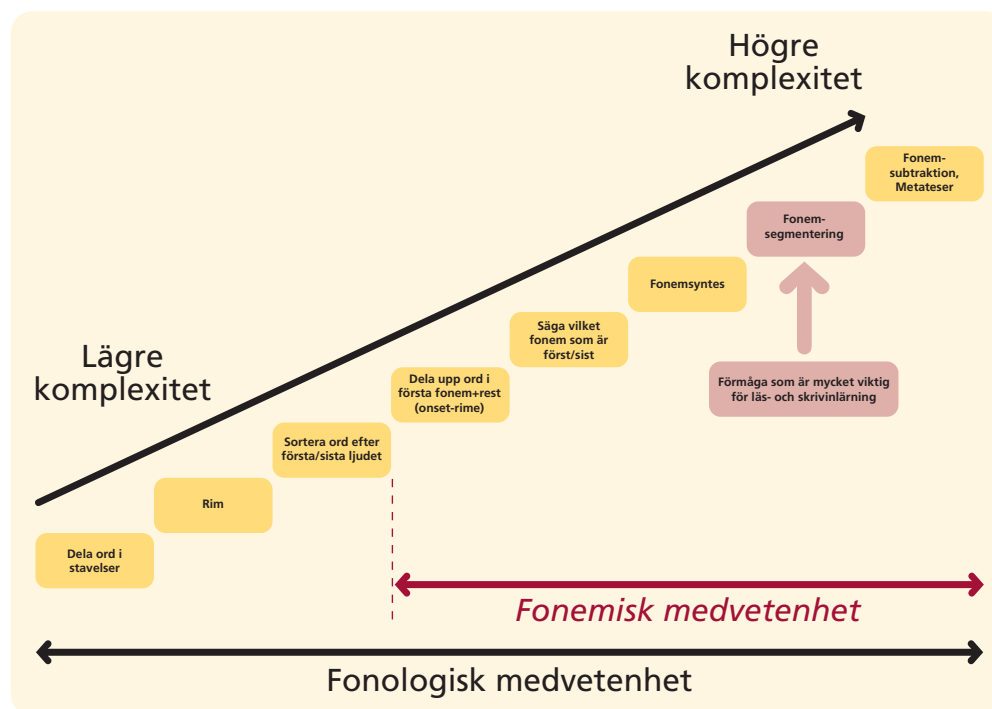 Högre
komplexitet
Fonem-
subtraktion,
Metateser
Fonem-
segmentering
Fonemsyntes
Säga vilket
fonem som är
först/sist
Lägre
komplexitet
Dela upp ord i
första fonem+rest
(onset-rime)
Förmåga som är mycket viktig
för läs- och skrivinlärning
Sortera ord efter
första/sista ljudet
Rim
Dela ord i
stavelser
Fonemisk medvetenhet
Fonologisk medvetenhet